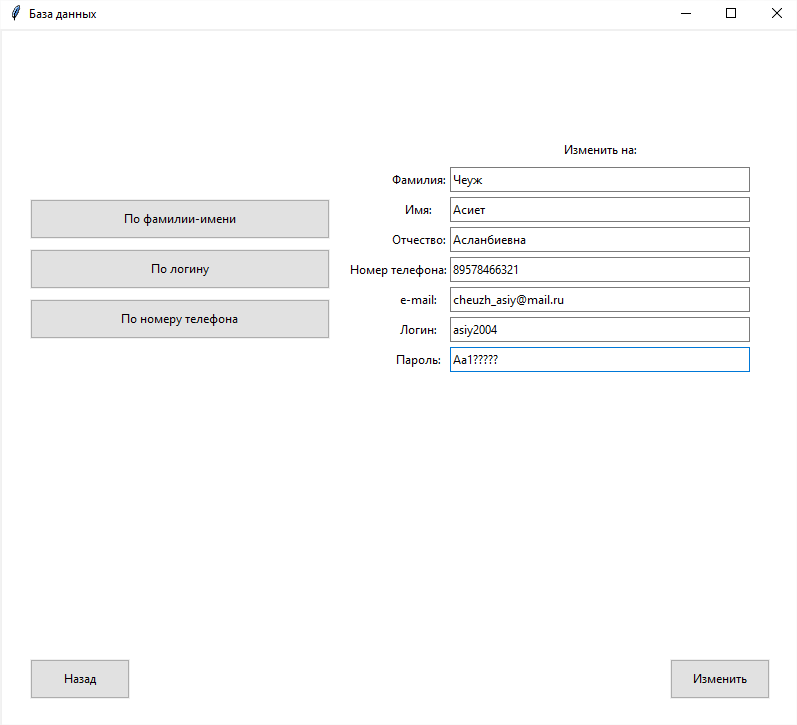 База данных
Изменить на:
Фамилия: Чеуж
Имя: Асиет
Отчество: Асланбиевна
Номер телефона: 89578466321
e-mail: cheuzh_asiy@mail.ru
Логин: asiy2004
Пароль: Aa1?????
По фамилии-имени
По логину
По номеру телефона
Назад
Изменить